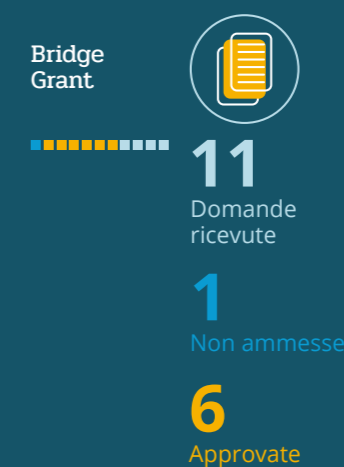 Bridge
Grant
11
Domande
ricevute
1
Non ammesse
6
Approvate